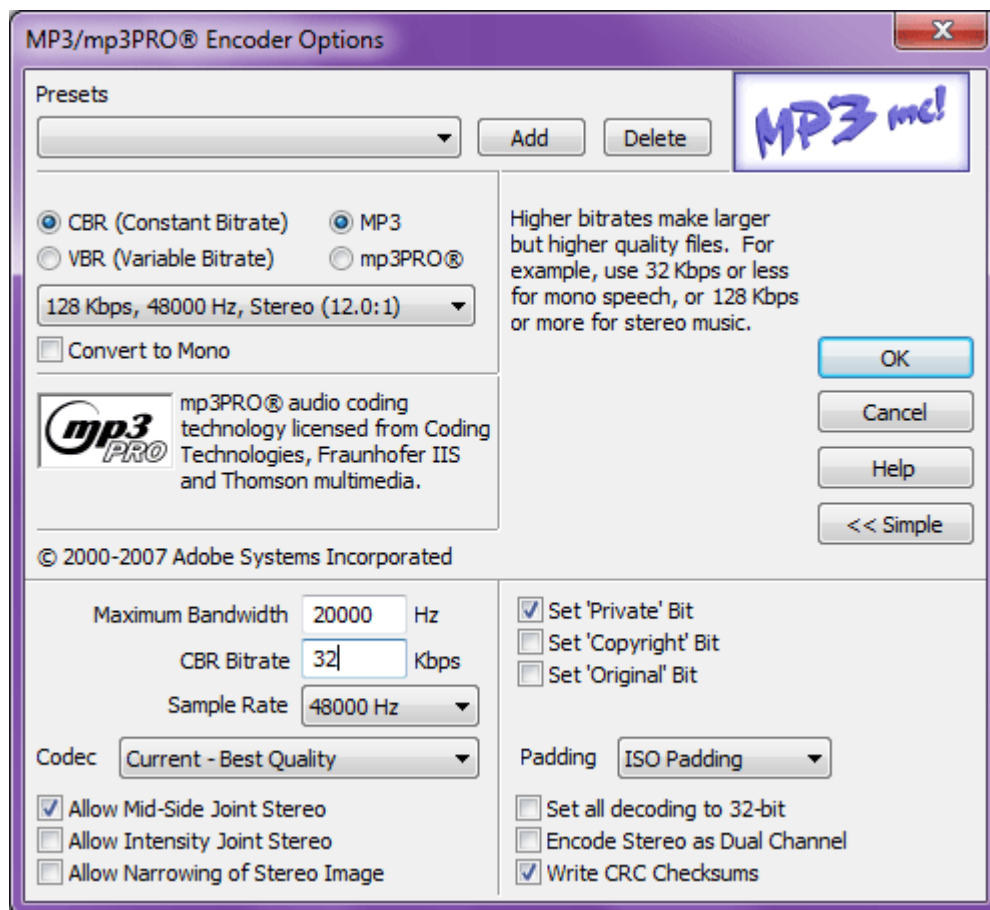 MP3/mp3PRO® Encoder Options
Presets
Add
Delete
MP3 me!
CBR (Constant Bitrate)
MP3
VBR (Variable Bitrate)
mp3PRO®
128 Kbps, 48000 Hz, Stereo (12.0:1)
Convert to Mono
Higher bitrates make larger
but higher quality files. For
example, use 32 Kbps or less
for mono speech, or 128 Kbps
or more for stereo music.
OK
Cancel
Help
<< Simple
mp3
PRO
mp3PRO® audio coding
technology licensed from Coding
Technologies, Fraunhofer IIS
and Thomson multimedia.
© 2000-2007 Adobe Systems Incorporated
Maximum Bandwidth 20000 Hz
CBR Bitrate 32 Kbps
Sample Rate 48000 Hz
Codec Current - Best Quality
Allow Mid-Side Joint Stereo
Allow Intensity Joint Stereo
Allow Narrowing of Stereo Image
Set 'Private' Bit
Set 'Copyright' Bit
Set 'Original' Bit
Padding ISO Padding
Set all decoding to 32-bit
Encode Stereo as Dual Channel
Write CRC Checksums